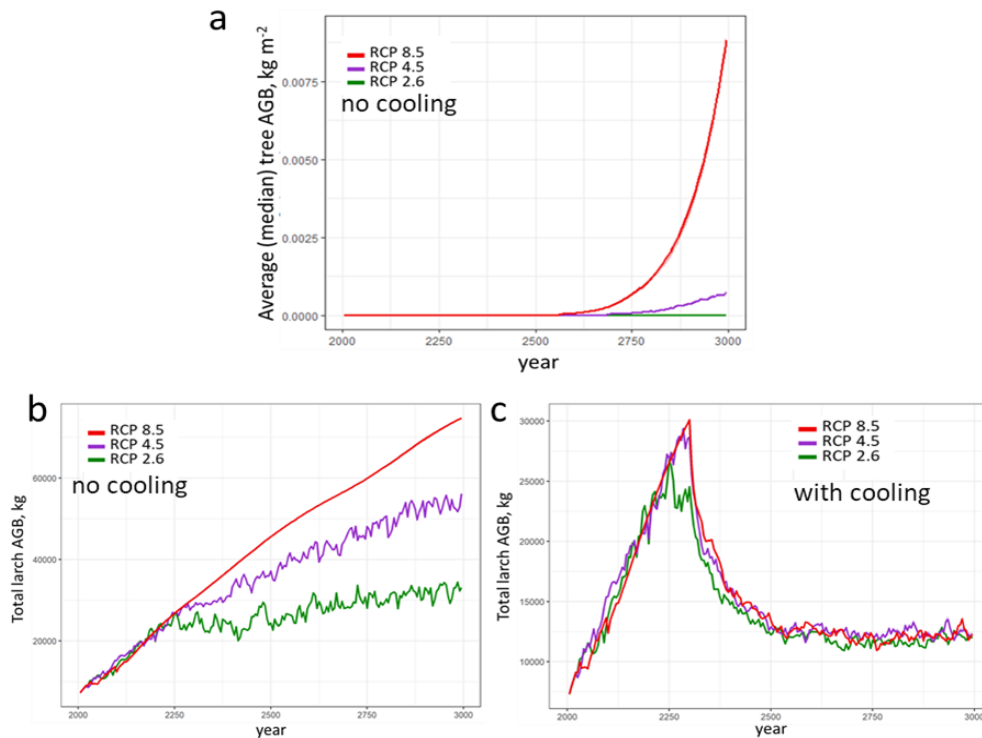 a
RCP 8.5
RCP 4.5
RCP 2.6
no cooling
Average (median) tree AGB, kg m⁻²
0.0075
0.0050
0.0025
0.0000
2000 2250 2500 2750 3000
year
b
RCP 8.5
RCP 4.5
RCP 2.6
no cooling
Total larch AGB, kg
60000
40000
20000
2000 2250 2500 2750 3000
year
c
RCP 8.5
RCP 4.5
RCP 2.6
with cooling
Total larch AGB, kg
30000
25000
20000
15000
10000
2000 2250 2500 2750 3000
year